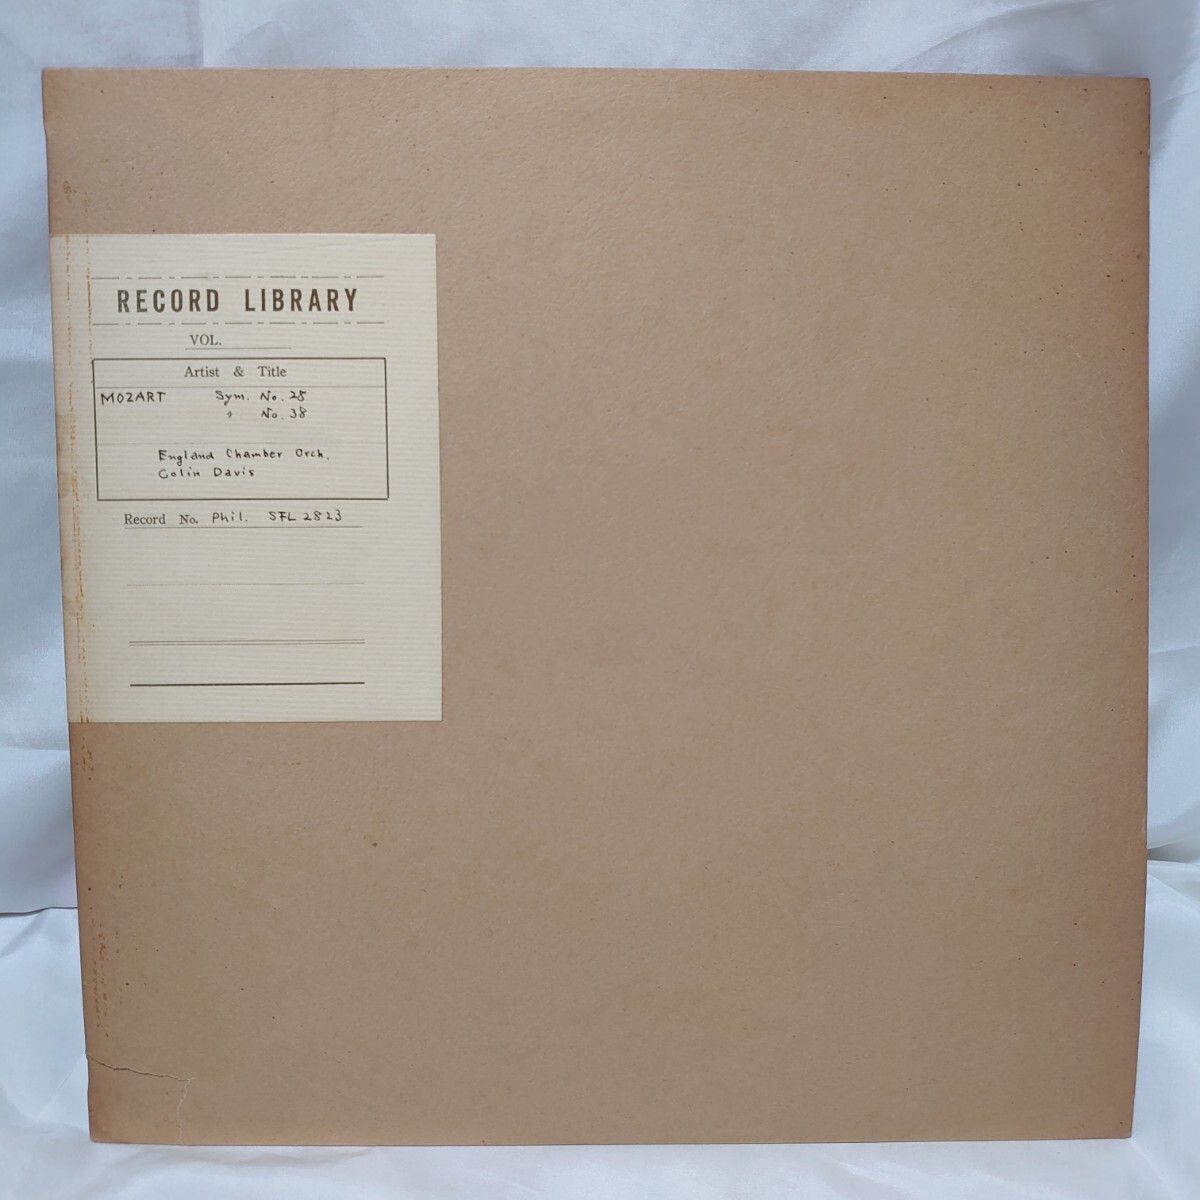 RECORD LIBRARY
VOL.
Artist & Title
MOZART Sym. No. 25
〃 No. 38
England Chamber Orch.
Colin Davis
Record No. Phil. SFL 2823